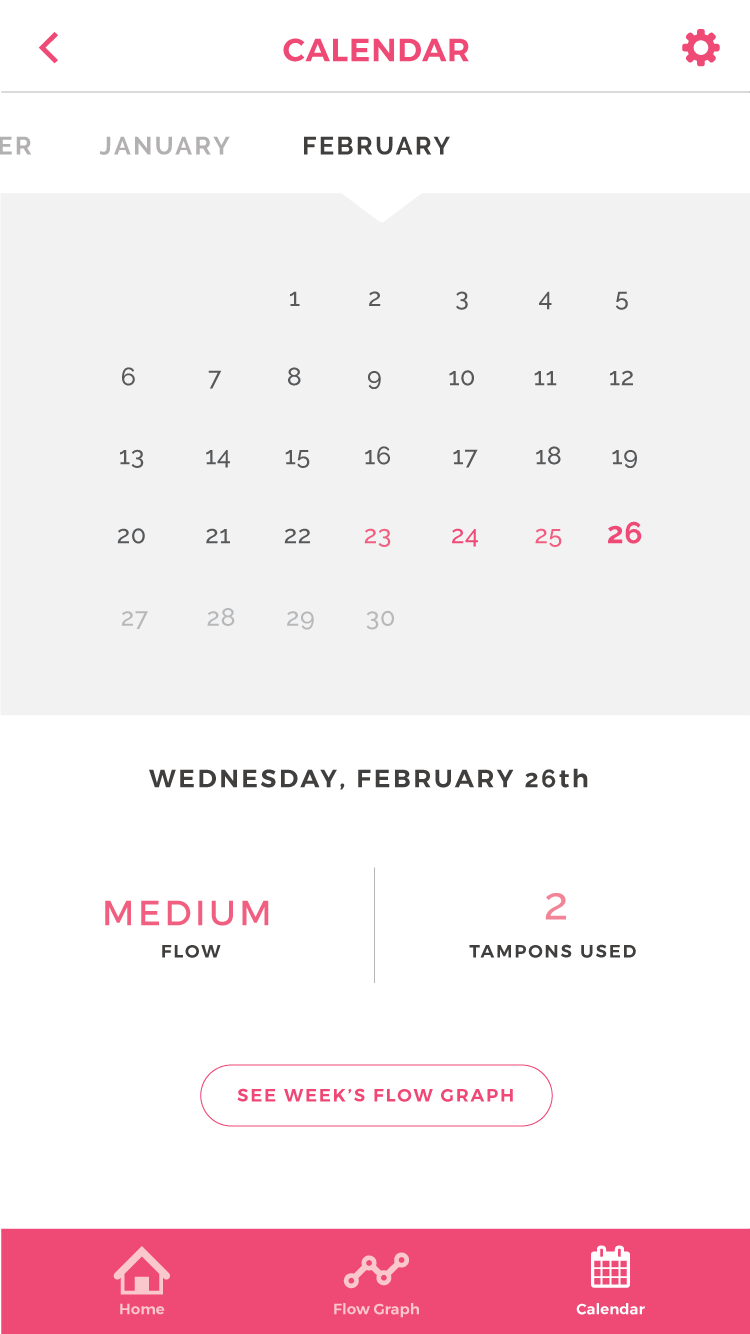 CALENDAR
ER JANUARY FEBRUARY
1 2 3 4 5
6 7 8 9 10 11 12
13 14 15 16 17 18 19
20 21 22 23 24 25 26
27 28 29 30
WEDNESDAY, FEBRUARY 26th
MEDIUM
FLOW
2
TAMPONS USED
SEE WEEK’S FLOW GRAPH
Home Flow Graph Calendar